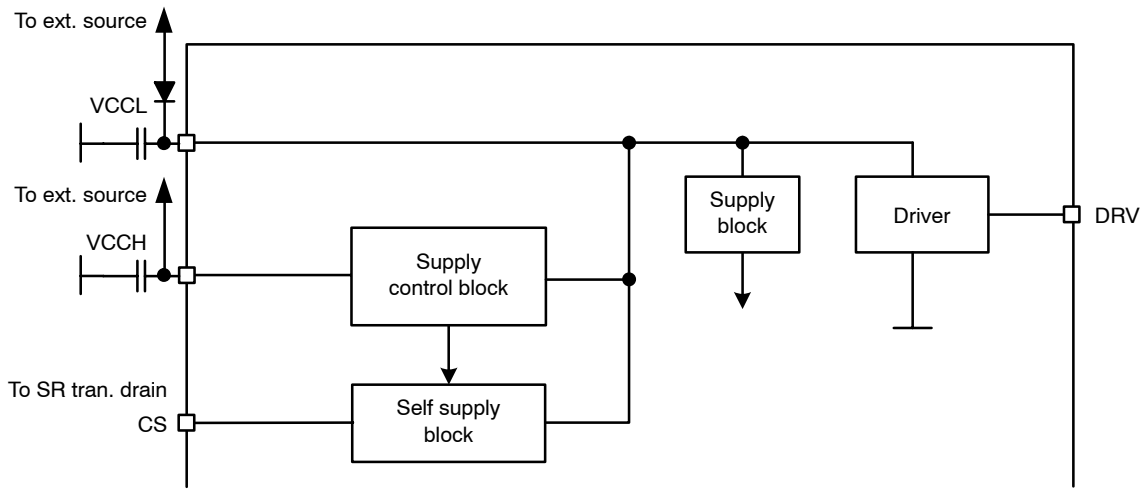 To ext. source
VCCL
To ext. source
VCCH
Supply
control block
Supply
block
Driver
DRV
To SR tran. drain
CS
Self supply
block